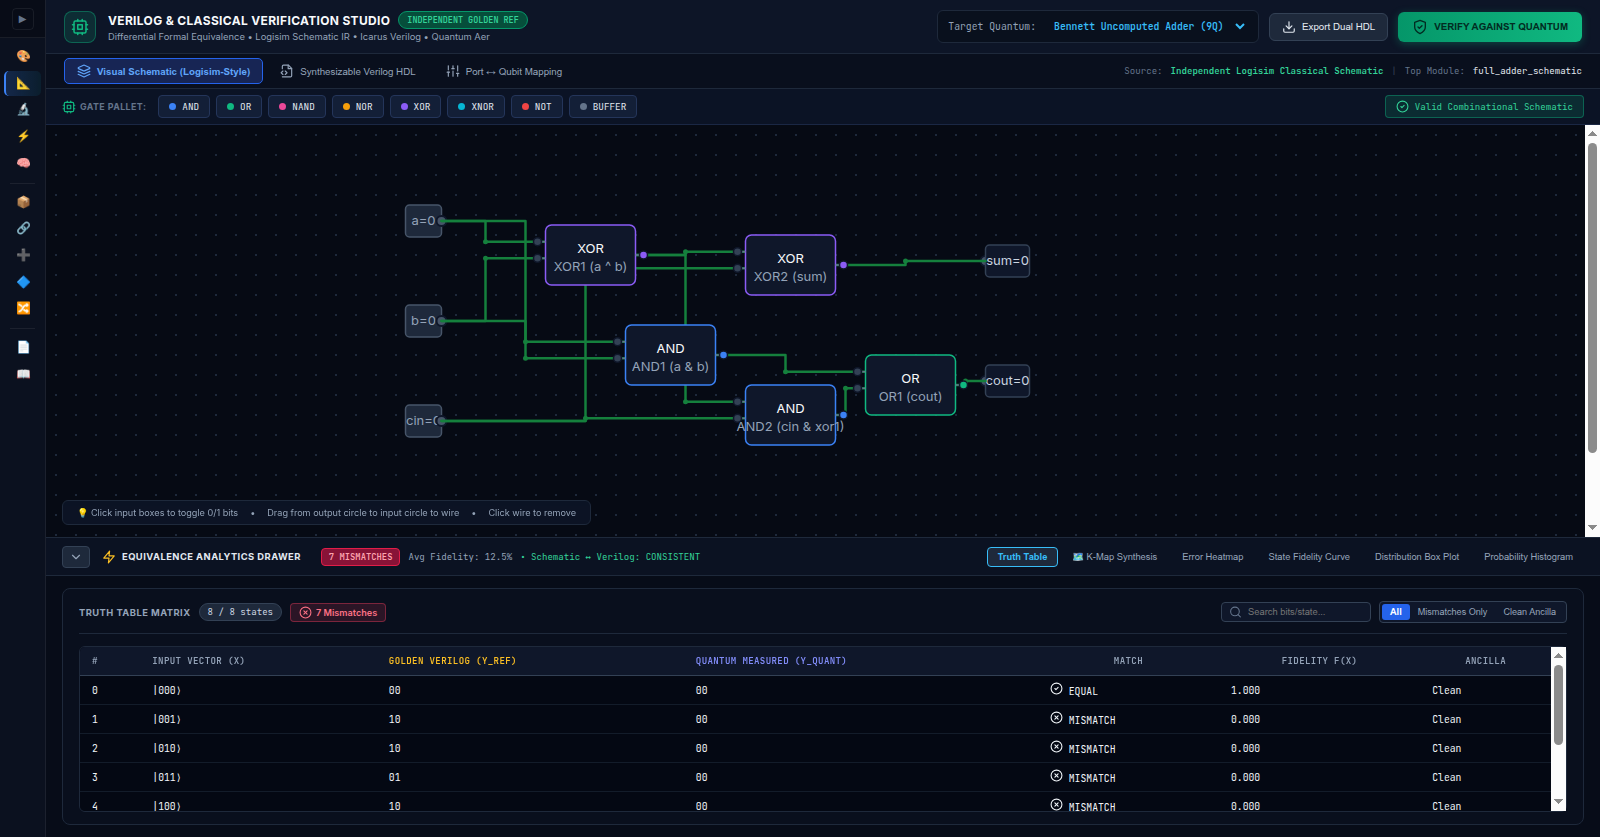 VERILOG & CLASSICAL VERIFICATION STUDIO INDEPENDENT GOLDEN REF
Differential Formal Equivalence • Logisim Schematic IR • Icarus Verilog • Quantum Aer
Target Quantum: Bennett Uncomputed Adder (9Q)
Export Dual HDL
VERIFY AGAINST QUANTUM
Visual Schematic (Logisim-Style) Synthesizable Verilog HDL Port ↔ Qubit Mapping
Source: Independent Logisim Classical Schematic | Top Module: full_adder_schematic
GATE PALLET: AND OR NAND NOR XOR XNOR NOT BUFFER
Valid Combinational Schematic
a=0
XOR
XOR1 (a ^ b)
XOR
XOR2 (sum)
sum=0
b=0
AND
AND1 (a & b)
OR
OR1 (cout)
cout=0
cin=0
AND
AND2 (cin & xor1)
💡 Click input boxes to toggle 0/1 bits • Drag from output circle to input circle to wire • Click wire to remove
EQUIVALENCE ANALYTICS DRAWER 7 MISMATCHES Avg Fidelity: 12.5% • Schematic ↔ Verilog: CONSISTENT
Truth Table K-Map Synthesis Error Heatmap State Fidelity Curve Distribution Box Plot Probability Histogram
TRUTH TABLE MATRIX 8 / 8 states 7 Mismatches
Search bits/state... All Mismatches Only Clean Ancilla
# INPUT VECTOR (X) GOLDEN VERILOG (Y_REF) QUANTUM MEASURED (Y_QUANT) MATCH FIDELITY F(X) ANCILLA
0 |000⟩ 00 00 EQUAL 1.000 Clean
1 |001⟩ 10 00 MISMATCH 0.000 Clean
2 |010⟩ 10 00 MISMATCH 0.000 Clean
3 |011⟩ 01 00 MISMATCH 0.000 Clean
4 |100⟩ 10 00 MISMATCH 0.000 Clean